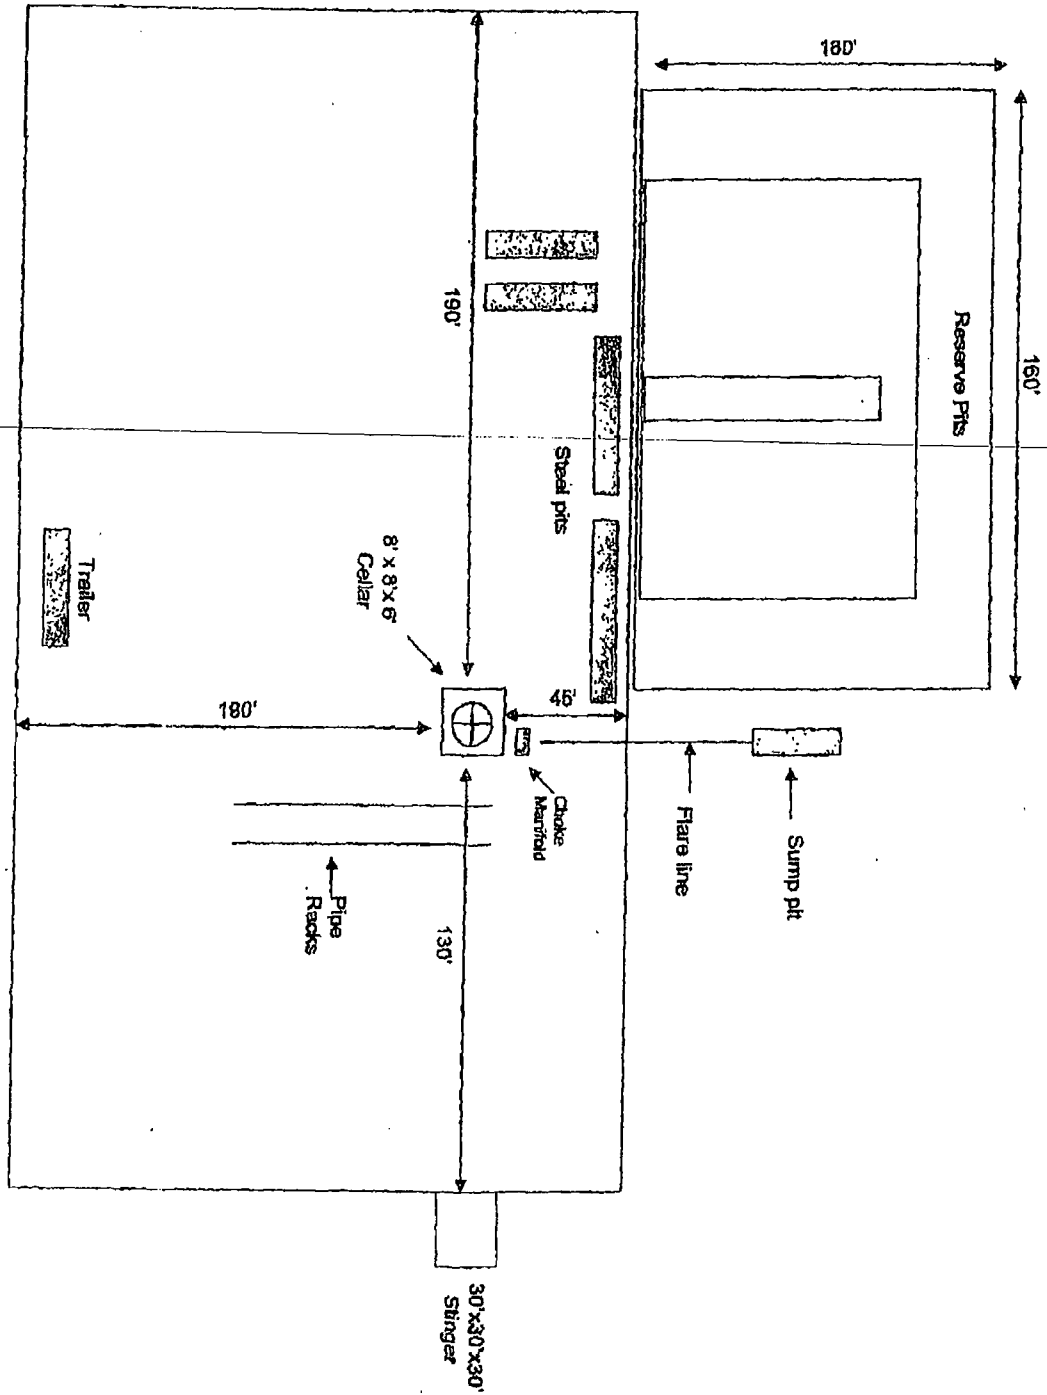 180'
160'
Reserve Pits
190'
Steel pits
8' x 8'x 6'
Cellar
Trailer
180'
45'
Choke
Manifold
Flare line
Sump pit
Pipe
Racks
130'
30'x30'x30'
Stinger